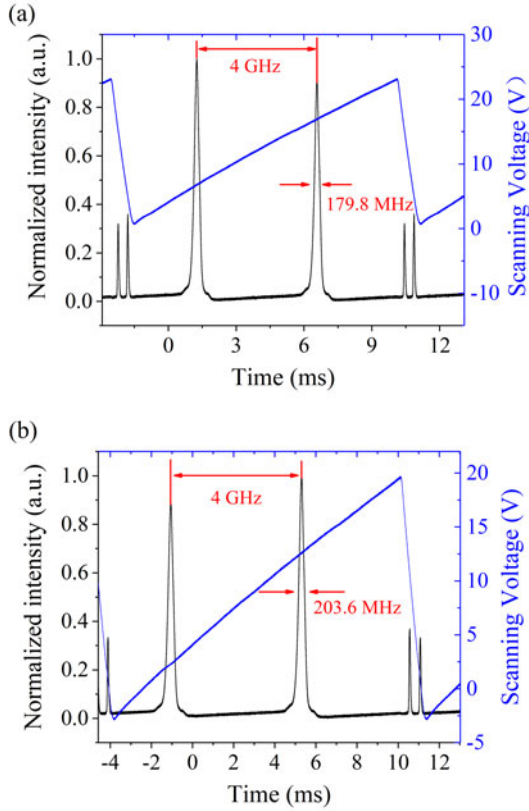 (a)
4 GHz
179.8 MHz
Normalized intensity (a.u.)
1.0
0.8
0.6
0.4
0.2
0.0
30
20
10
0
-10
Scanning Voltage (V)
0 3 6 9 12
Time (ms)
(b)
4 GHz
203.6 MHz
Normalized intensity (a.u.)
1.0
0.8
0.6
0.4
0.2
0.0
20
15
10
5
0
-5
Scanning Voltage (V)
-4 -2 0 2 4 6 8 10 12
Time (ms)